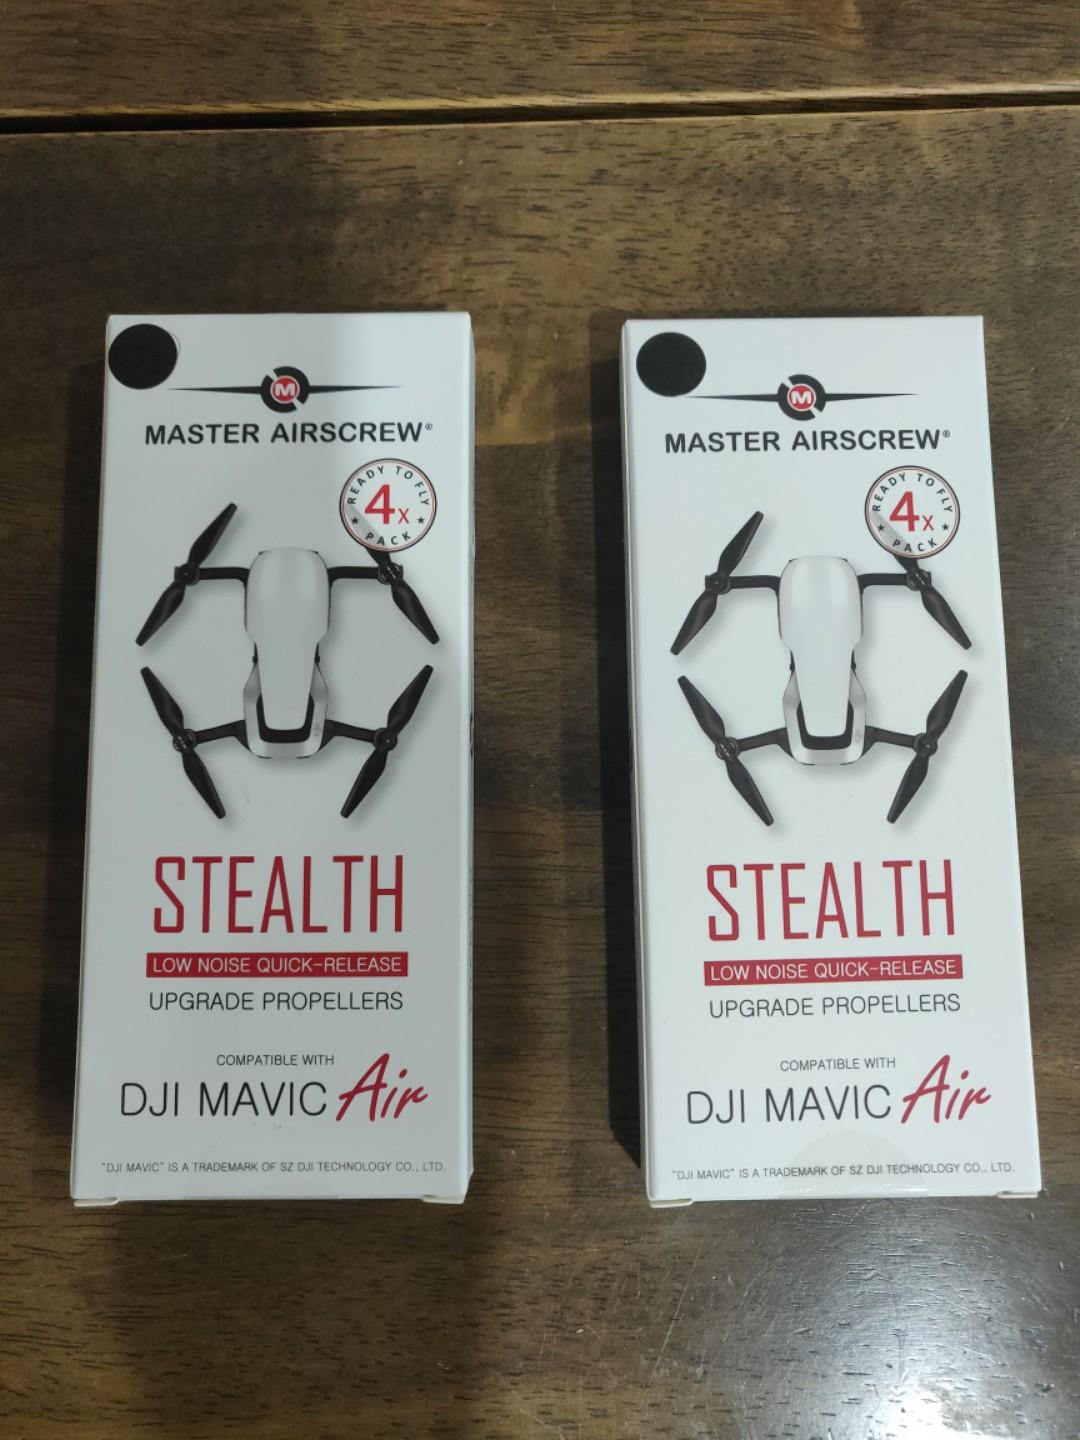 M
MASTER AIRSCREW®
READY TO FLY
4x
PACK
STEALTH
LOW NOISE QUICK-RELEASE
UPGRADE PROPELLERS
COMPATIBLE WITH
DJI MAVIC Air
"DJI MAVIC" IS A TRADEMARK OF SZ DJI TECHNOLOGY CO., LTD.
M
MASTER AIRSCREW®
READY TO FLY
4x
PACK
STEALTH
LOW NOISE QUICK-RELEASE
UPGRADE PROPELLERS
COMPATIBLE WITH
DJI MAVIC Air
"DJI MAVIC" IS A TRADEMARK OF SZ DJI TECHNOLOGY CO., LTD.